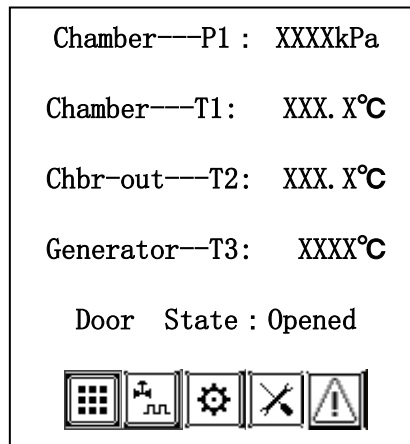 Chamber---P1 : XXXXkPa
Chamber---T1: XXX.X℃
Chbr-out---T2: XXX.X℃
Generator--T3: XXXX℃
Door State : Opened